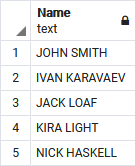 Name
text
1 JOHN SMITH
2 IVAN KARAVAEV
3 JACK LOAF
4 KIRA LIGHT
5 NICK HASKELL